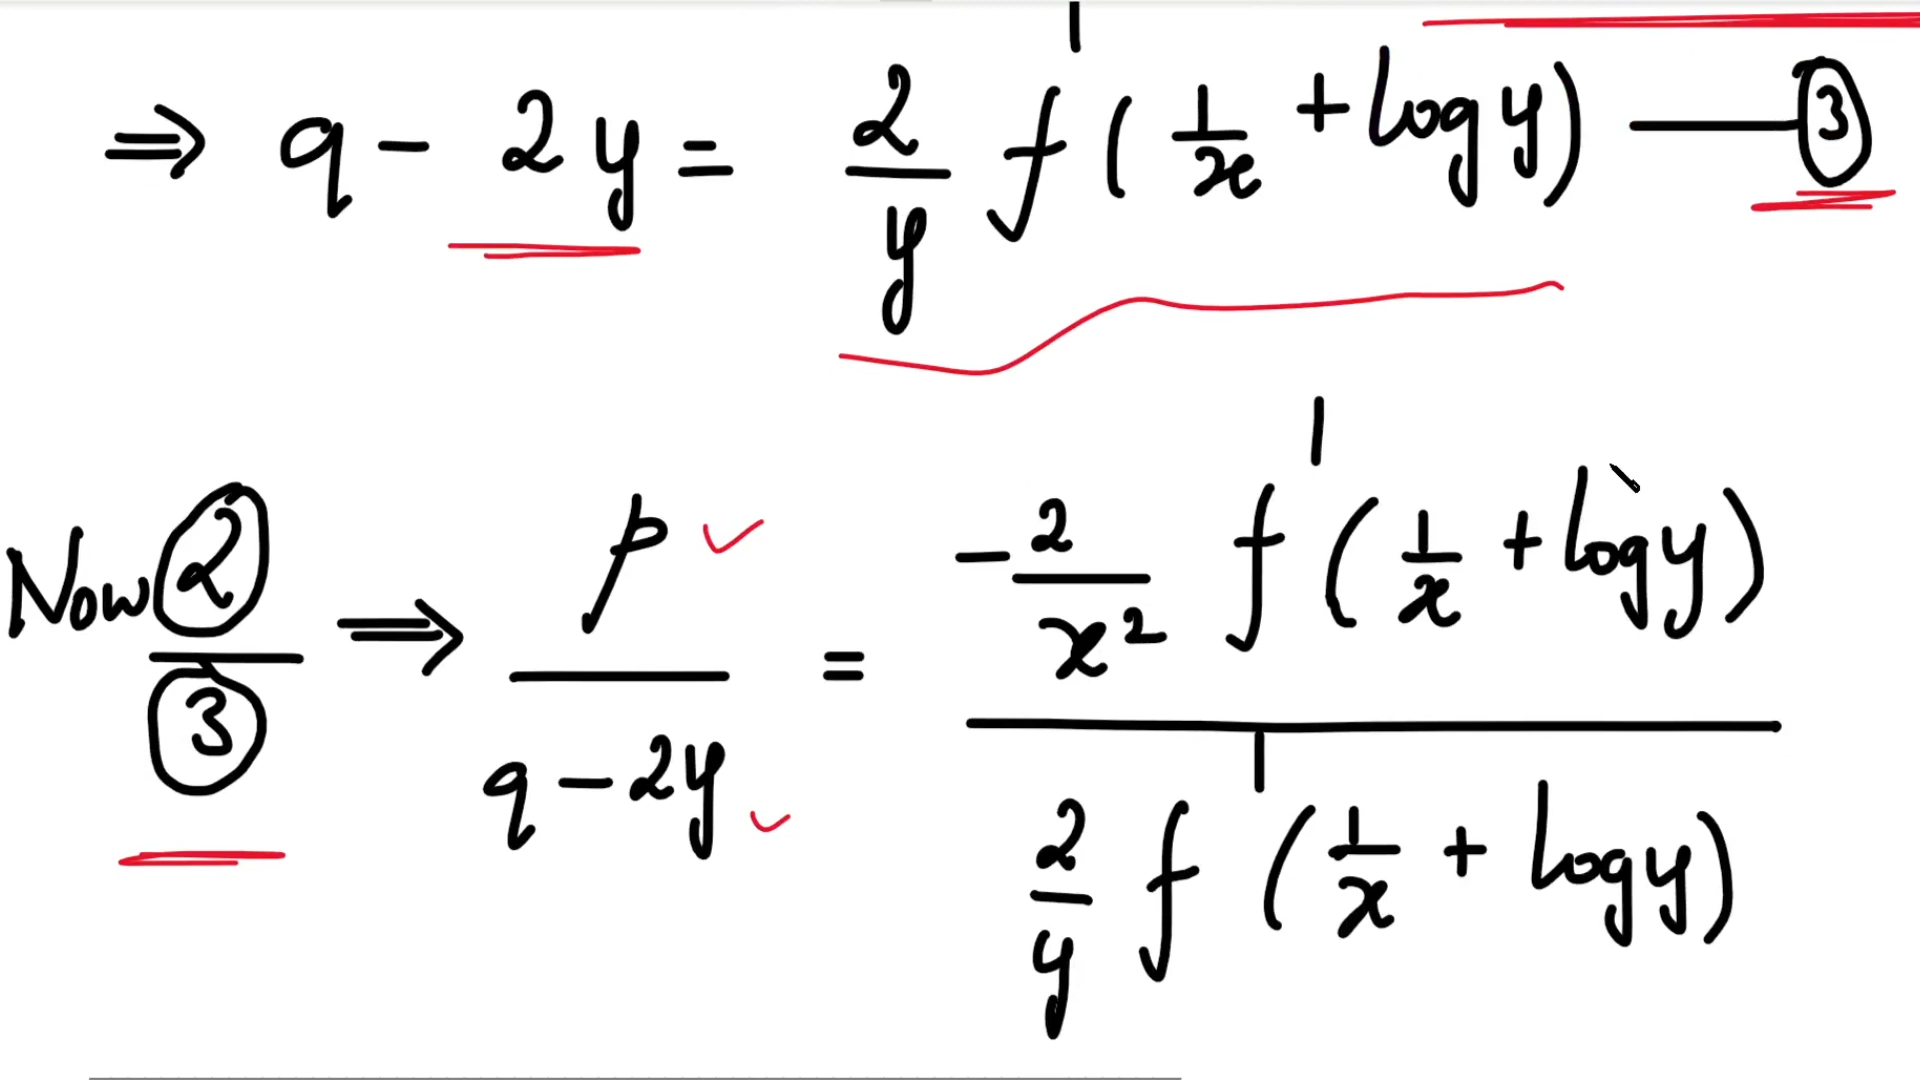 ⇒ q - 2y = 2/y f'(1/x + log y) — ③
Now ②/③ ⇒ p/(q - 2y) = (-2/x² f'(1/x + log y))/(2/y f'(1/x + log y))